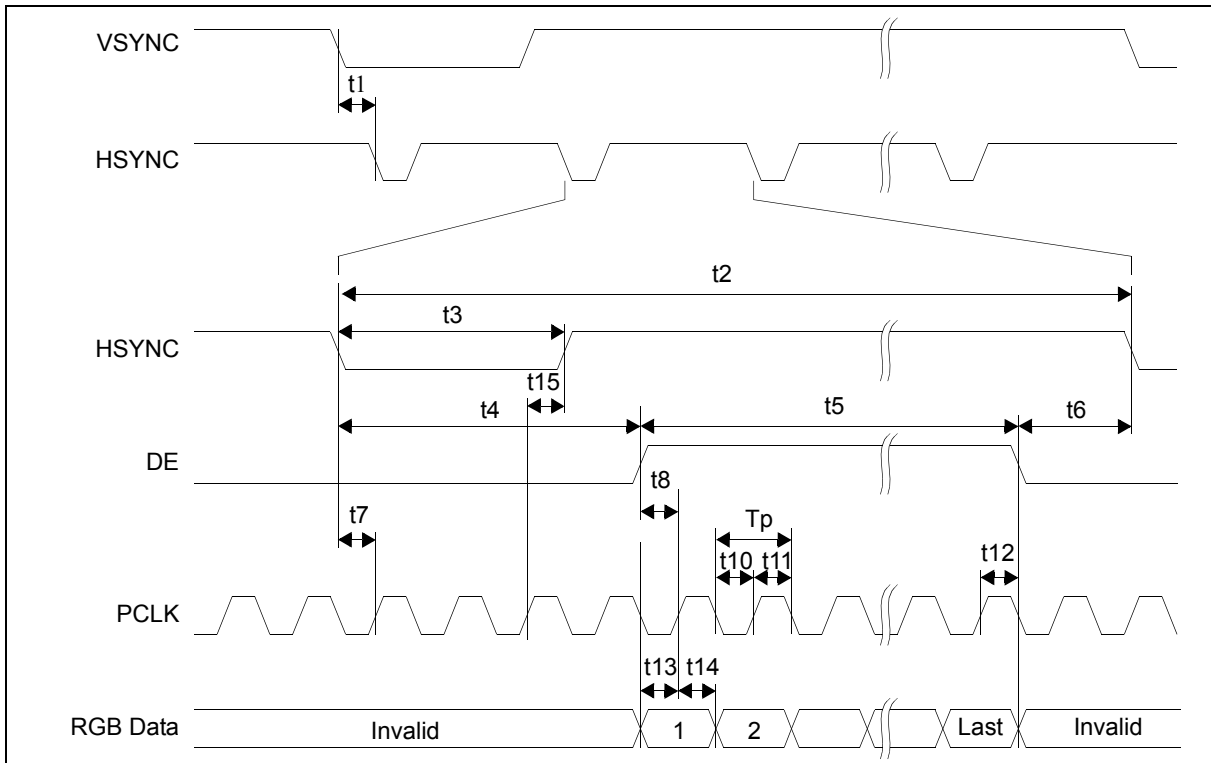 VSYNC
t1
HSYNC
t2
t3
HSYNC
t15
t4
t5
t6
DE
t8
t7
Tp
t10
t11
t12
PCLK
t13
t14
RGB Data
Invalid
1
2
Last
Invalid